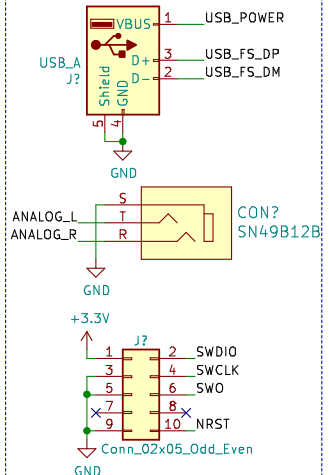 VBUS 1 USB_POWER
USB_A D+ 3 USB_FS_DP
J? D- 2 USB_FS_DM
Shield GND
5 4
GND
S
ANALOG_L T CON?
ANALOG_R R SN49B12B
GND
+3.3V
J?
1 2 SWDIO
3 4 SWCLK
5 6 SWO
7 8
9 10 NRST
Conn_02x05_Odd_Even
GND